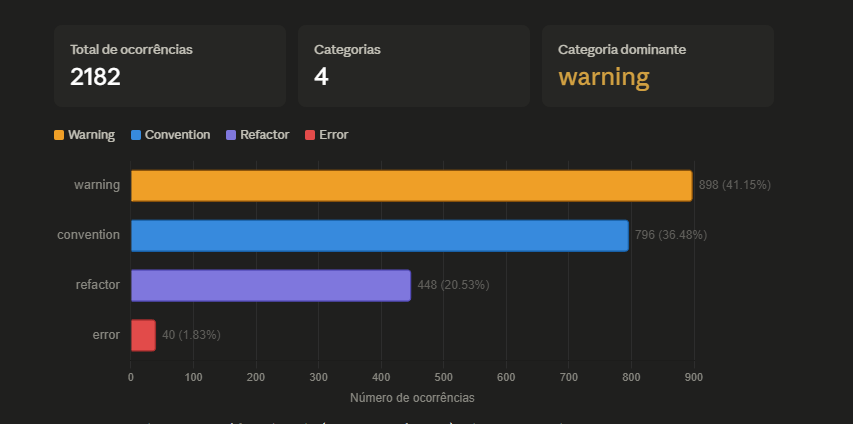 Total de ocorrências
2182
Categorias
4
Categoria dominante
warning
Warning Convention Refactor Error
warning 898 (41.15%)
convention 796 (36.48%)
refactor 448 (20.53%)
error 40 (1.83%)
0 100 200 300 400 500 600 700 800 900
Número de ocorrências